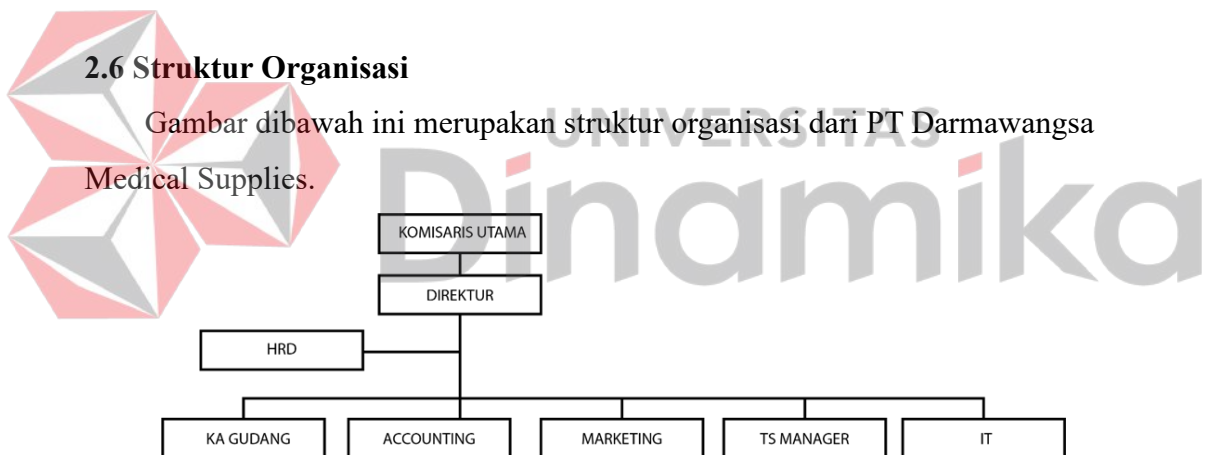 2.6 Struktur Organisasi
Gambar dibawah ini merupakan struktur organisasi dari PT Darmawangsa
Medical Supplies.
UNIVERSITAS
Dinamika
KOMISARIS UTAMA
DIREKTUR
HRD
KA GUDANG
ACCOUNTING
MARKETING
TS MANAGER
IT